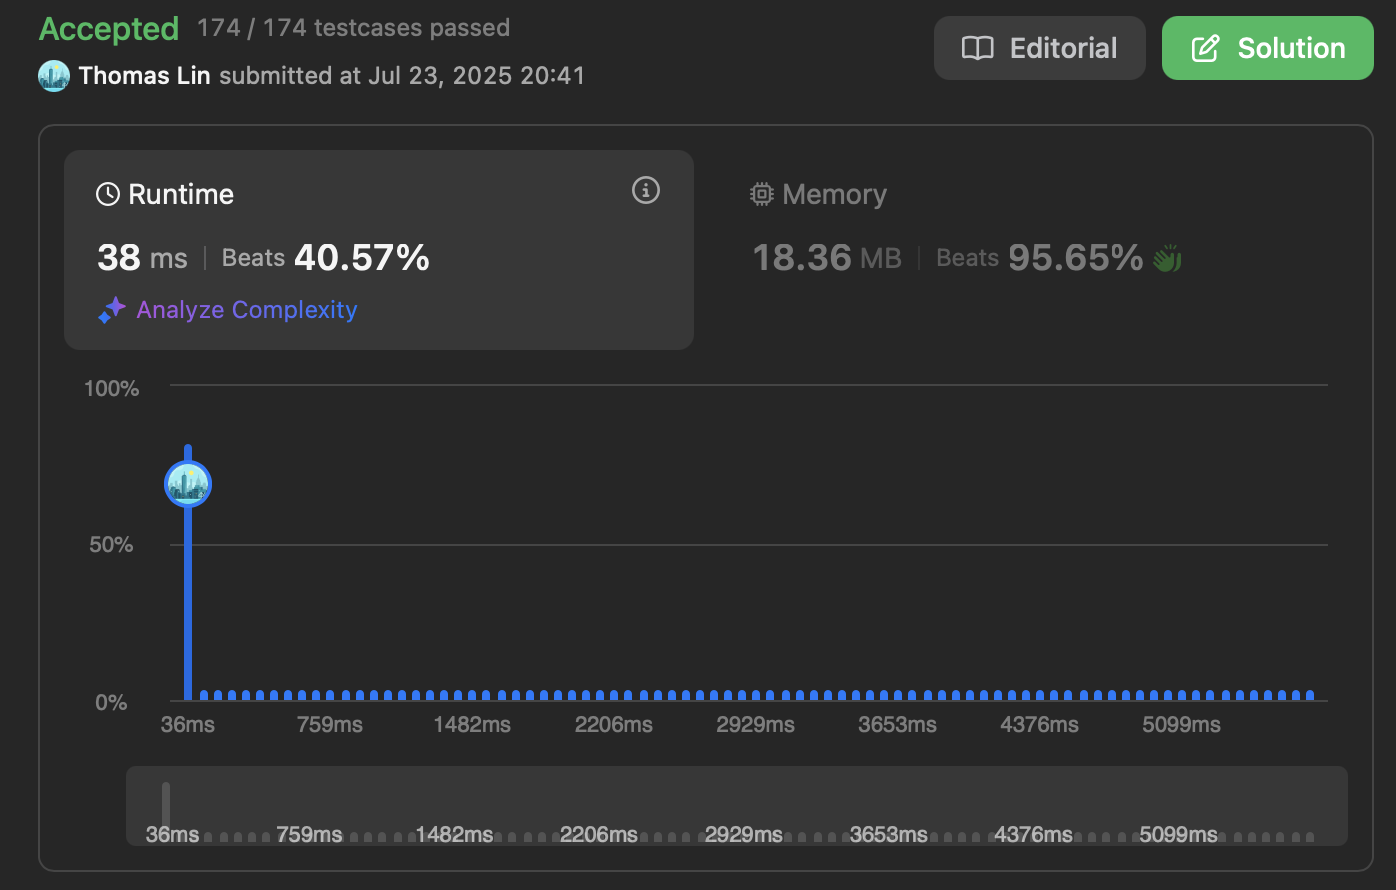 Accepted 174 / 174 testcases passed
Editorial
Solution
Thomas Lin submitted at Jul 23, 2025 20:41
Runtime
38 ms | Beats 40.57%
Analyze Complexity
Memory
18.36 MB | Beats 95.65%
100%
50%
0%
36ms 759ms 1482ms 2206ms 2929ms 3653ms 4376ms 5099ms
36ms 759ms 1482ms 2206ms 2929ms 3653ms 4376ms 5099ms